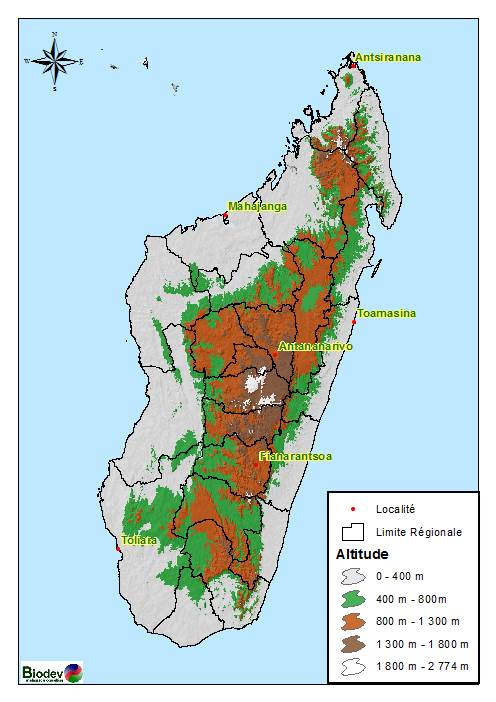 N
W
E
S
Antsiranana
Mahajanga
Toamasina
Antananarivo
Fianarantsoa
Toliara
Localité
Limite Régionale
Altitude
0 - 400 m
400 m - 800m
800 m - 1 300 m
1 300 m - 1 800 m
1 800 m - 2 774 m
Biodev